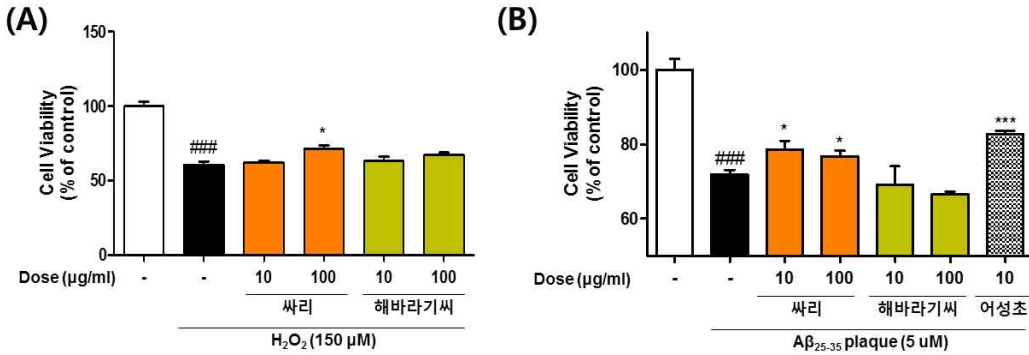 (A)
Cell Viability
(% of control)
150
100
50
0
###
*
Dose (μg/ml) - - 10 100 10 100
싸리 해바라기씨
H₂O₂ (150 μM)
(B)
Cell Viability
(% of control)
100
80
60
###
*
*
***
Dose (μg/ml) - - 10 100 10 100 10
싸리 해바라기씨 어성초
Aβ₂₅₋₃₅ plaque (5 uM)